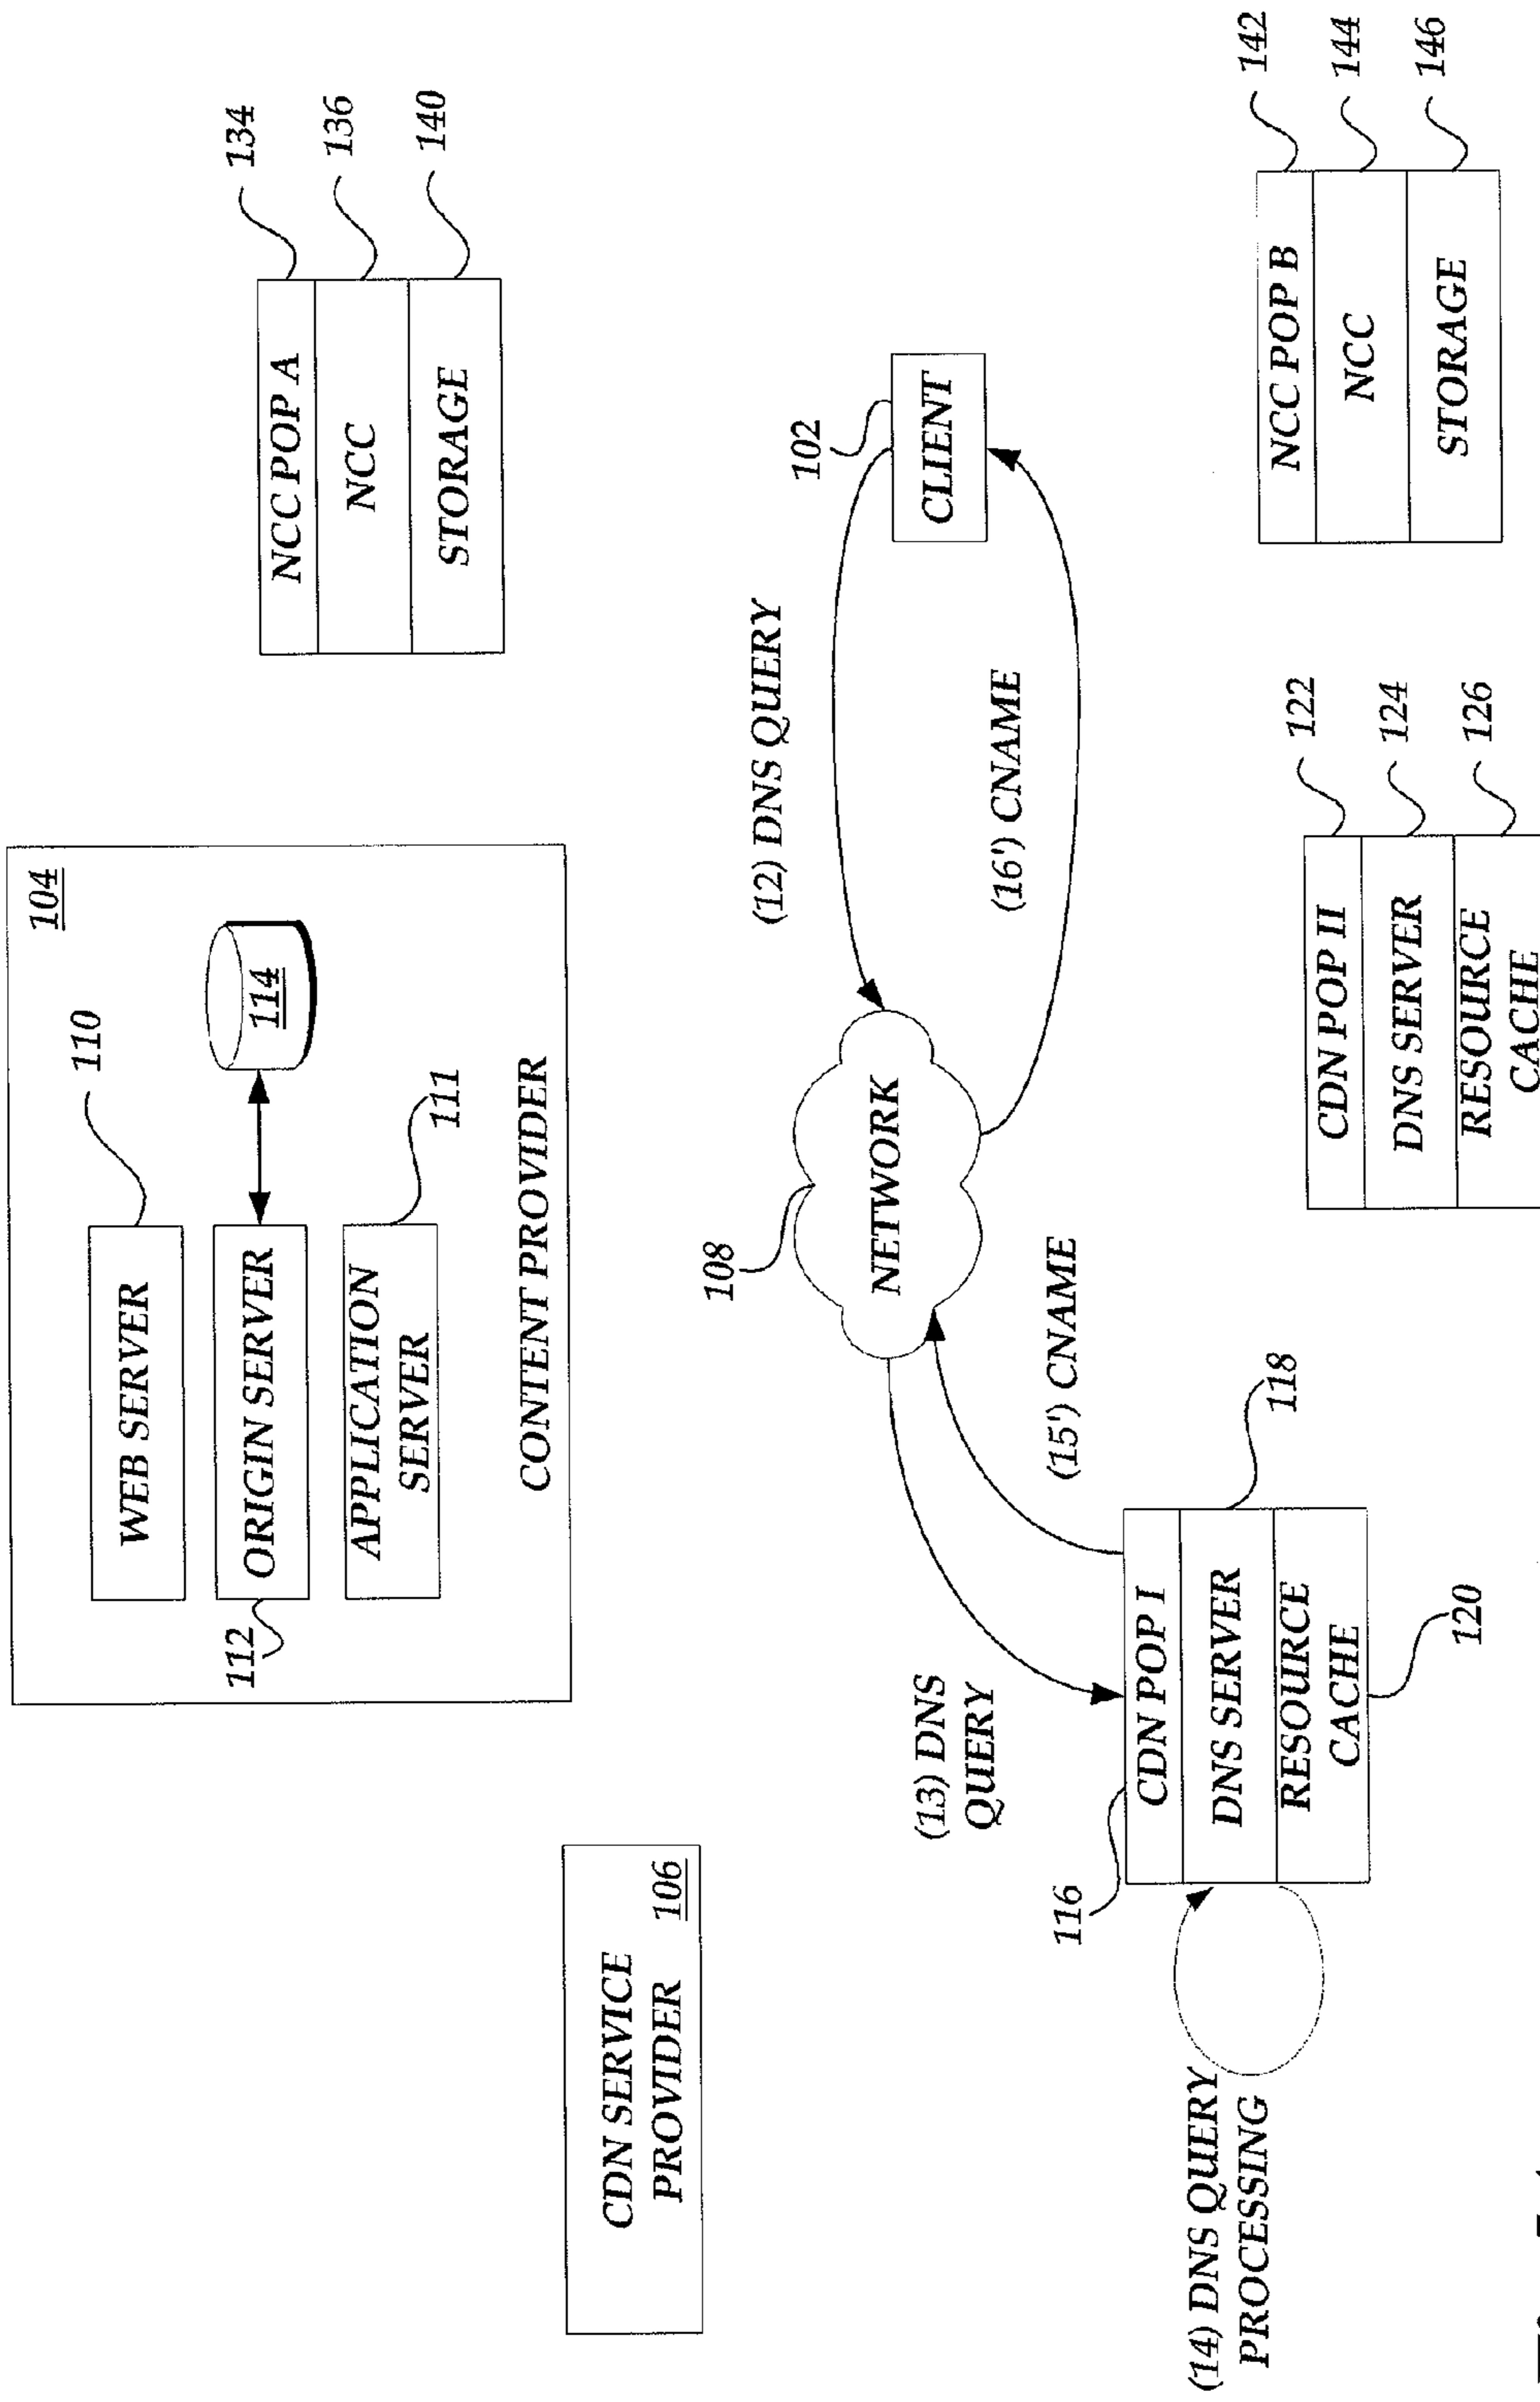 104
110
WEB SERVER
112
ORIGIN SERVER
114
APPLICATION
SERVER
111
CONTENT PROVIDER
NCC POP A
134
NCC
136
STORAGE
140
CDN SERVICE
PROVIDER
106
108
NETWORK
(12) DNS QUERY
102
CLIENT
(16') CNAME
(13) DNS
QUERY
(15') CNAME
116
CDN POP I
DNS SERVER
118
RESOURCE
CACHE
120
(14) DNS QUERY
PROCESSING
CDN POP II
122
DNS SERVER
124
RESOURCE
CACHE
126
NCC POP B
142
NCC
144
STORAGE
146